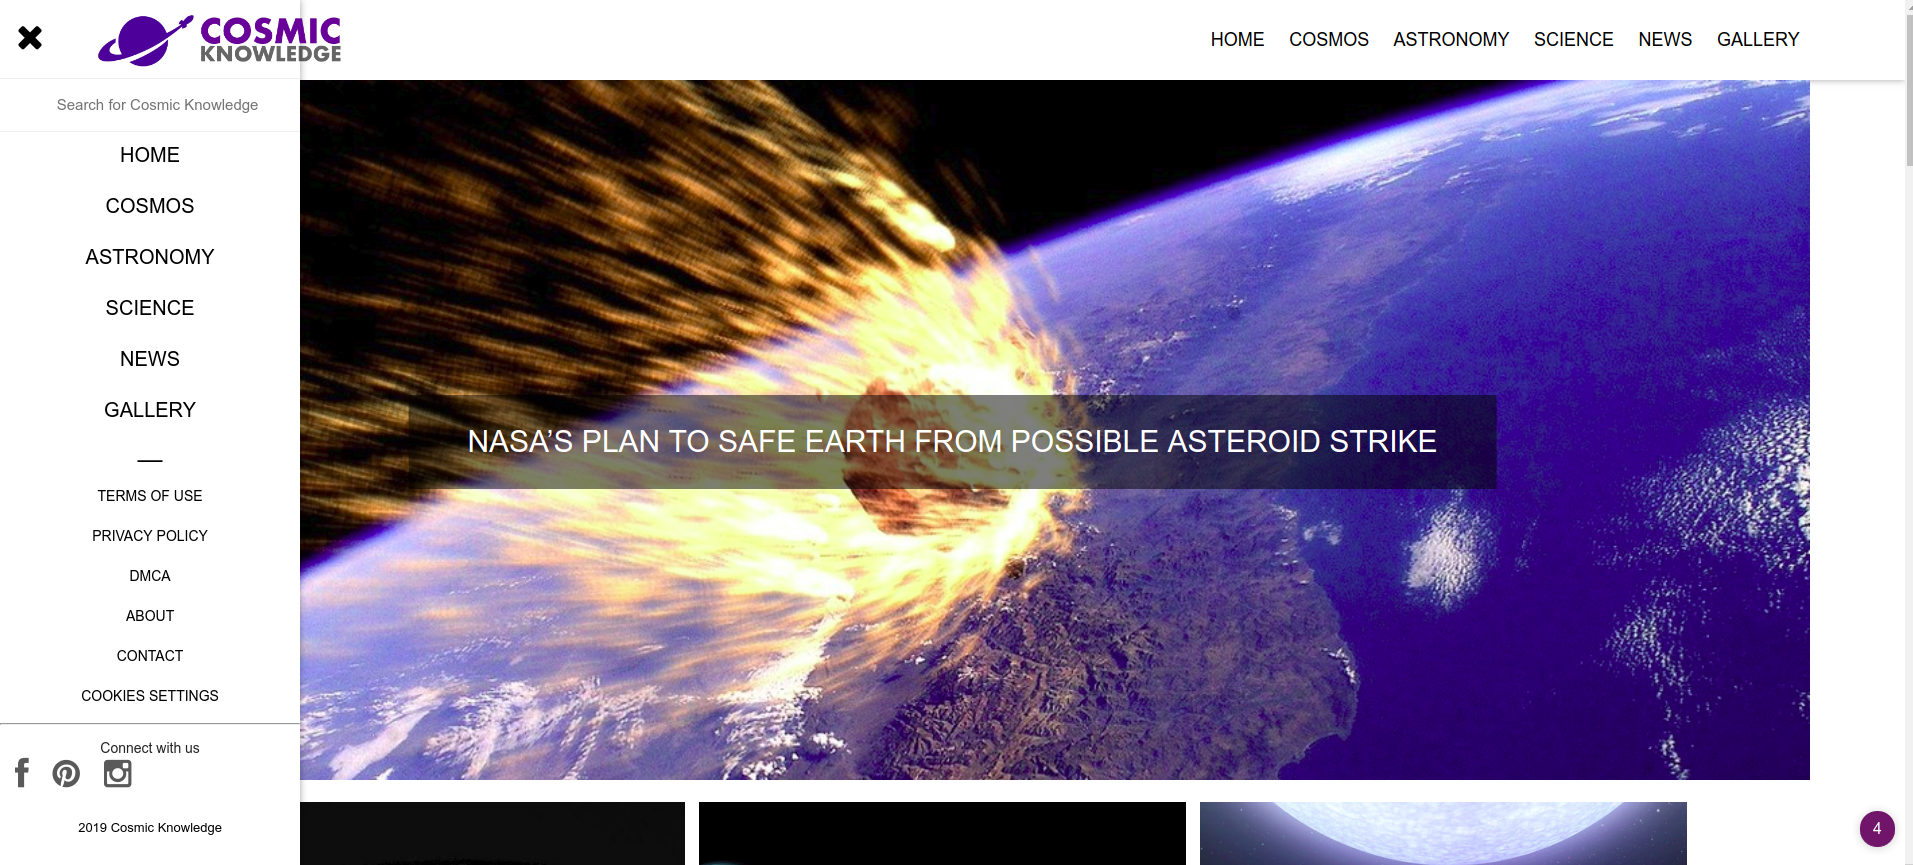 COSMIC
KNOWLEDGE
HOME COSMOS ASTRONOMY SCIENCE NEWS GALLERY
Search for Cosmic Knowledge
HOME
COSMOS
ASTRONOMY
SCIENCE
NEWS
GALLERY
—
TERMS OF USE
PRIVACY POLICY
DMCA
ABOUT
CONTACT
COOKIES SETTINGS
Connect with us
2019 Cosmic Knowledge
NASA’S PLAN TO SAFE EARTH FROM POSSIBLE ASTEROID STRIKE
4